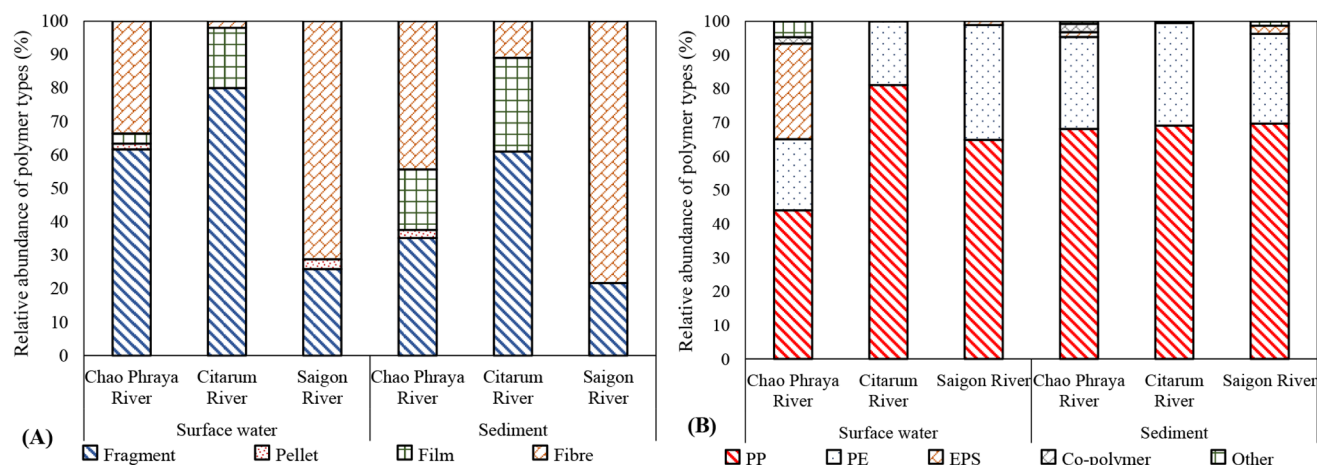 Relative abundance of polymer types (%)
100
90
80
70
60
50
40
30
20
10
0
Chao Phraya River
Citarum River
Saigon River
Chao Phraya River
Citarum River
Saigon River
Surface water
Sediment
(A)
Fragment
Pellet
Film
Fibre
Relative abundance of polymer types (%)
100
90
80
70
60
50
40
30
20
10
0
Chao Phraya River
Citarum River
Saigon River
Chao Phraya River
Citarum River
Saigon River
Surface water
Sediment
(B)
PP
PE
EPS
Co-polymer
Other